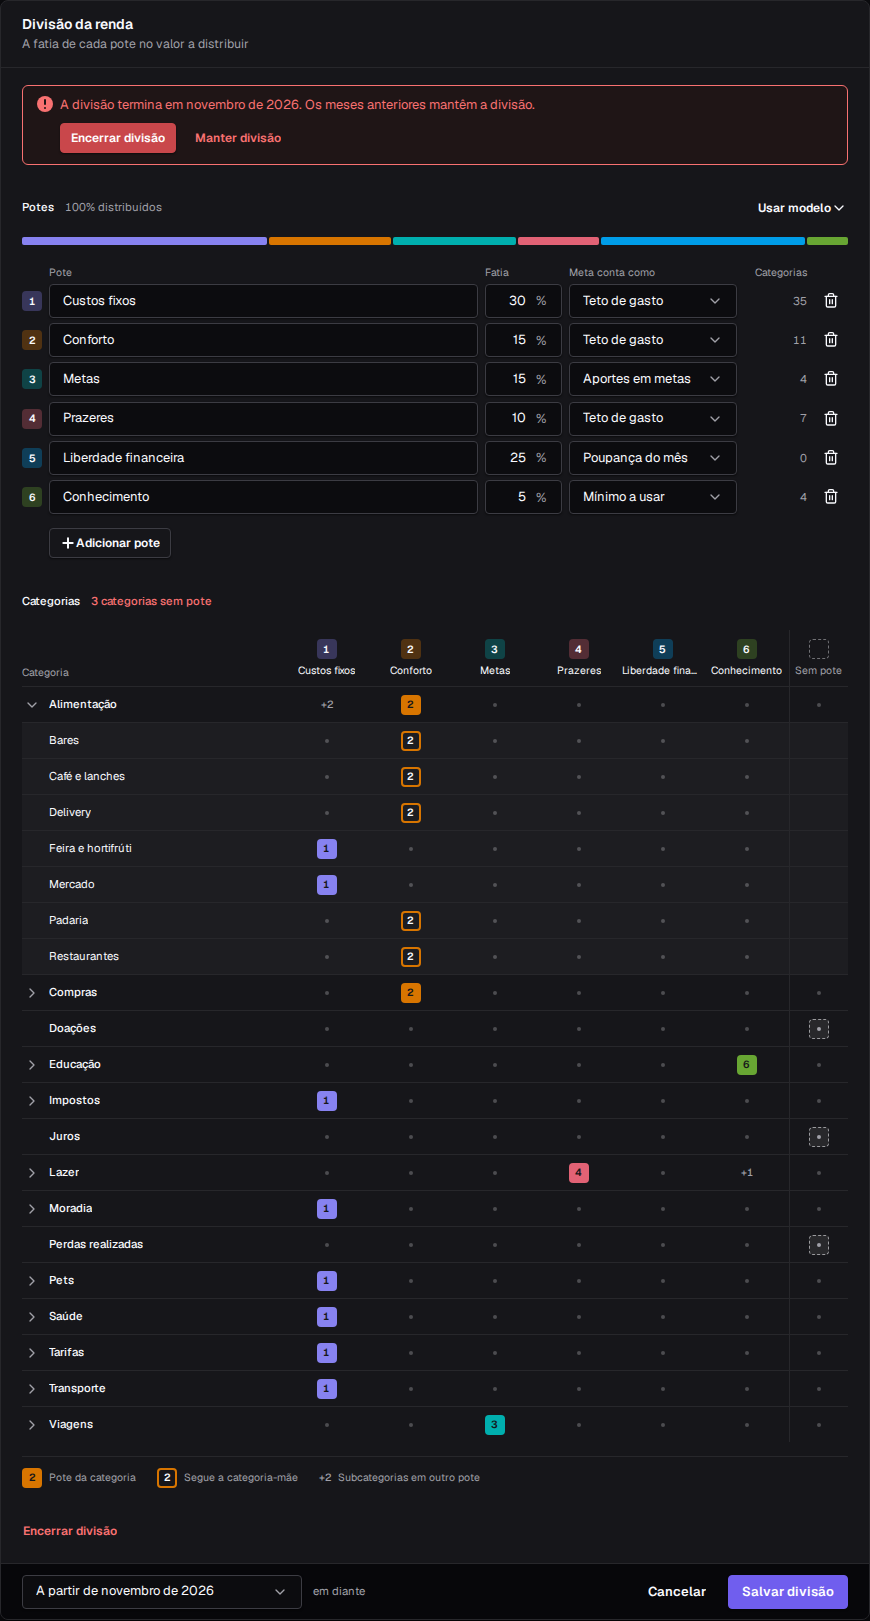 Divisão da renda
A fatia de cada pote no valor a distribuir
A divisão termina em novembro de 2026. Os meses anteriores mantêm a divisão.
Encerrar divisão Manter divisão
Potes 100% distribuídos Usar modelo
Pote Fatia Meta conta como Categorias
1 Custos fixos 30 % Teto de gasto 35
2 Conforto 15 % Teto de gasto 11
3 Metas 15 % Aportes em metas 4
4 Prazeres 10 % Teto de gasto 7
5 Liberdade financeira 25 % Poupança do mês 0
6 Conhecimento 5 % Mínimo a usar 4
Adicionar pote
Categorias 3 categorias sem pote
1 2 3 4 5 6
Categoria Custos fixos Conforto Metas Prazeres Liberdade fina... Conhecimento Sem pote
Alimentação +2 2
Bares 2
Café e lanches 2
Delivery 2
Feira e hortifrúti 1
Mercado 1
Padaria 2
Restaurantes 2
Compras 2
Doações
Educação 6
Impostos 1
Juros
Lazer 4 +1
Moradia 1
Perdas realizadas
Pets 1
Saúde 1
Tarifas 1
Transporte 1
Viagens 3
2 Pote da categoria 2 Segue a categoria-mãe +2 Subcategorias em outro pote
Encerrar divisão
A partir de novembro de 2026 em diante Cancelar Salvar divisão